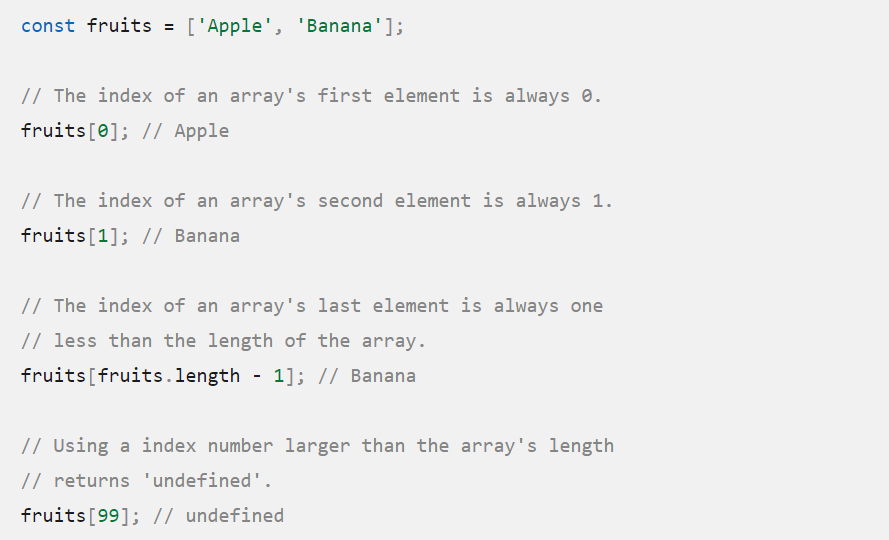 const fruits = ['Apple', 'Banana'];
// The index of an array's first element is always 0.
fruits[0]; // Apple
// The index of an array's second element is always 1.
fruits[1]; // Banana
// The index of an array's last element is always one
// less than the length of the array.
fruits[fruits.length - 1]; // Banana
// Using a index number larger than the array's length
// returns 'undefined'.
fruits[99]; // undefined